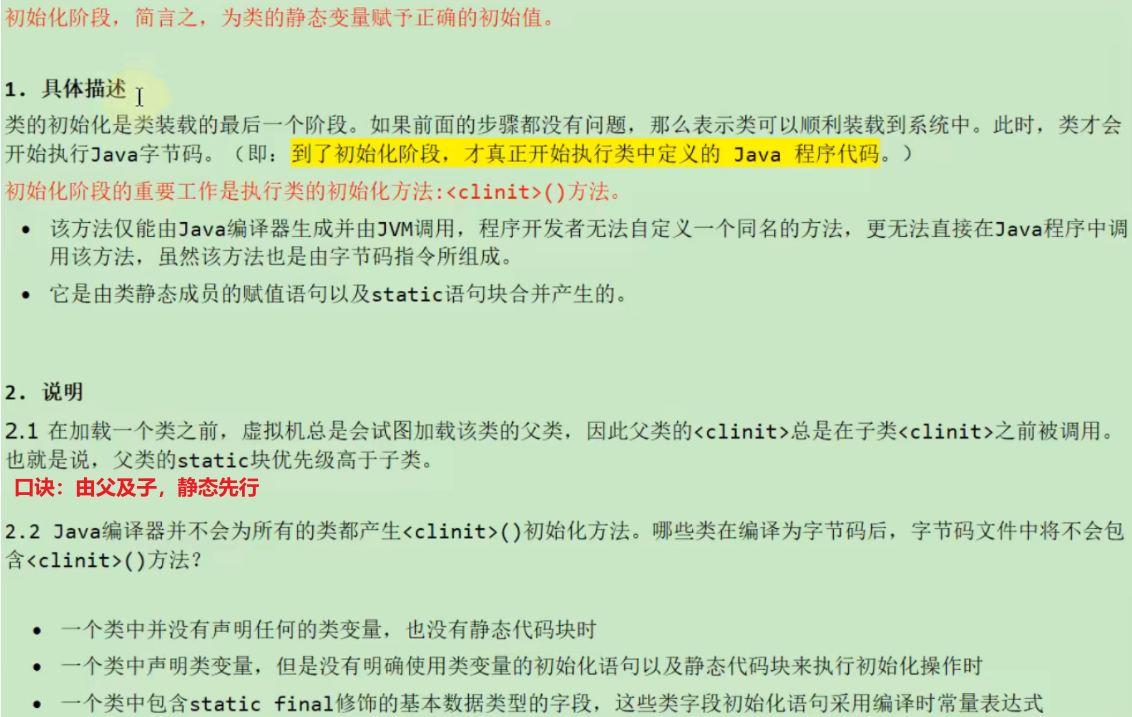 初始化阶段，简言之，为类的静态变量赋予正确的初始值。
1. 具体描述
类的初始化是类装载的最后一个阶段。如果前面的步骤都没有问题，那么表示类可以顺利装载到系统中。此时，类才会
开始执行Java字节码。（即：到了初始化阶段，才真正开始执行类中定义的 Java 程序代码。）
初始化阶段的重要工作是执行类的初始化方法:<clinit>()方法。
• 该方法仅能由Java编译器生成并由JVM调用，程序开发者无法自定义一个同名的方法，更无法直接在Java程序中调
用该方法，虽然该方法也是由字节码指令所组成。
• 它是由类静态成员的赋值语句以及static语句块合并产生的。
2. 说明
2.1 在加载一个类之前，虚拟机总是会试图加载该类的父类，因此父类的<clinit>总是在子类<clinit>之前被调用。
也就是说，父类的static块优先级高于子类。
口诀：由父及子，静态先行
2.2 Java编译器并不会为所有的类都产生<clinit>()初始化方法。哪些类在编译为字节码后，字节码文件中将不会包
含<clinit>()方法？
• 一个类中并没有声明任何的类变量，也没有静态代码块时
• 一个类中声明类变量，但是没有明确使用类变量的初始化语句以及静态代码块来执行初始化操作时
• 一个类中包含static final修饰的基本数据类型的字段，这些类字段初始化语句采用编译时常量表达式